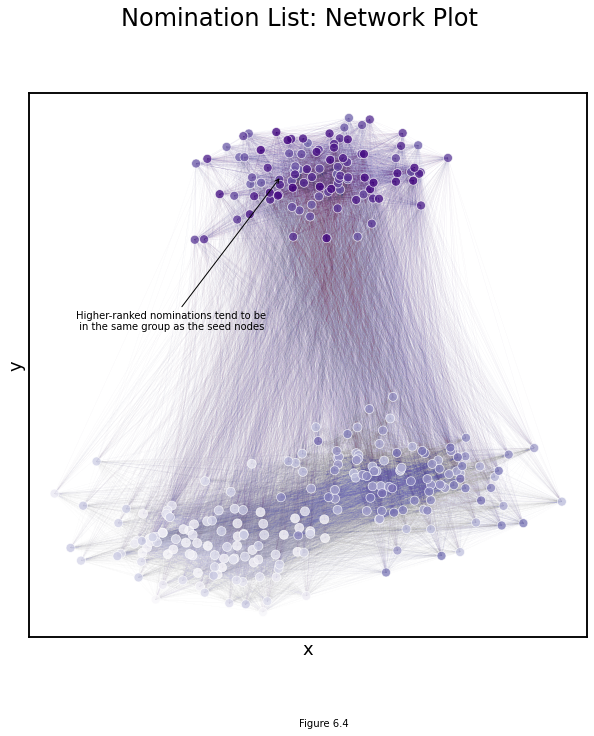 Nomination List: Network Plot
Higher-ranked nominations tend to be
in the same group as the seed nodes
y
x
Figure 6.4